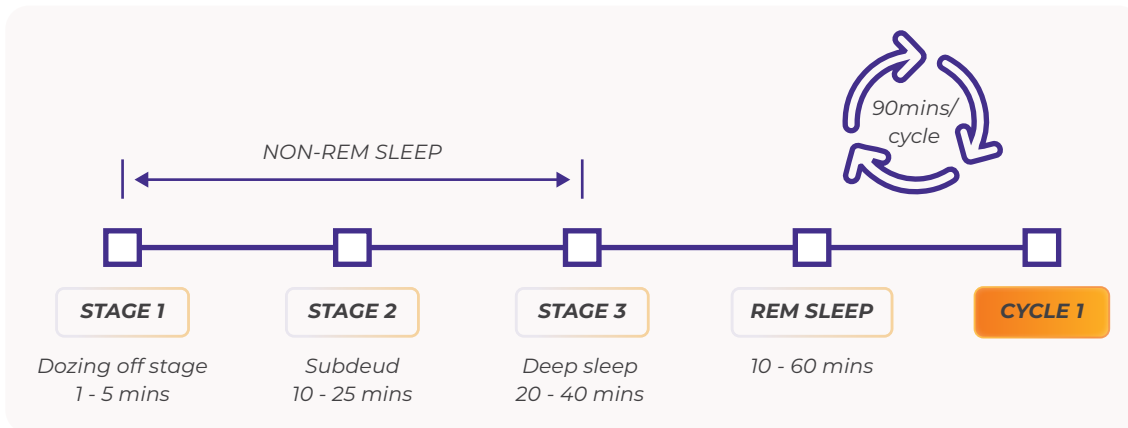 90mins/
cycle
NON-REM SLEEP
STAGE 1
STAGE 2
STAGE 3
REM SLEEP
CYCLE 1
Dozing off stage
1 - 5 mins
Subdeud
10 - 25 mins
Deep sleep
20 - 40 mins
10 - 60 mins